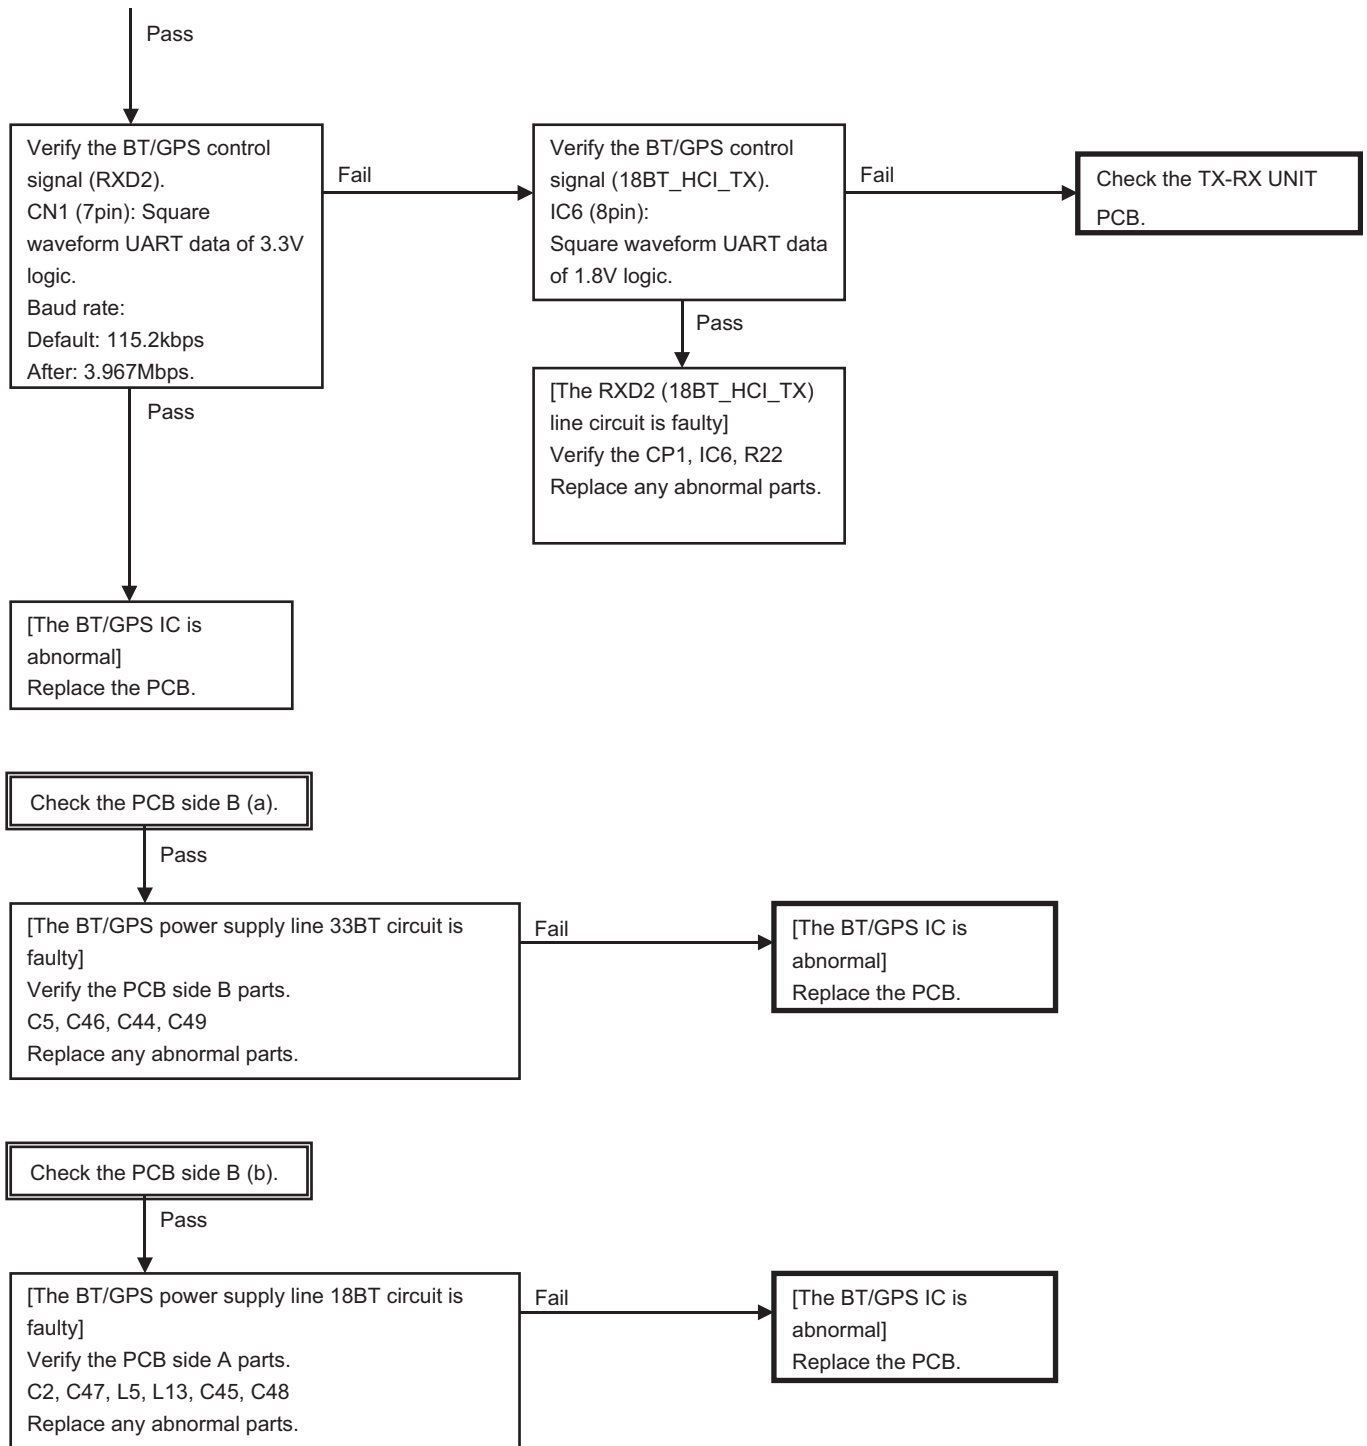 Pass
Verify the BT/GPS control
signal (RXD2).
CN1 (7pin): Square
waveform UART data of 3.3V
logic.
Baud rate:
Default: 115.2kbps
After: 3.967Mbps.
Fail
Verify the BT/GPS control
signal (18BT_HCI_TX).
IC6 (8pin):
Square waveform UART data
of 1.8V logic.
Fail
Check the TX-RX UNIT
PCB.
Pass
[The RXD2 (18BT_HCI_TX)
line circuit is faulty]
Verify the CP1, IC6, R22
Replace any abnormal parts.
Pass
[The BT/GPS IC is
abnormal]
Replace the PCB.
Check the PCB side B (a).
Pass
[The BT/GPS power supply line 33BT circuit is
faulty]
Verify the PCB side B parts.
C5, C46, C44, C49
Replace any abnormal parts.
Fail
[The BT/GPS IC is
abnormal]
Replace the PCB.
Check the PCB side B (b).
Pass
[The BT/GPS power supply line 18BT circuit is
faulty]
Verify the PCB side A parts.
C2, C47, L5, L13, C45, C48
Replace any abnormal parts.
Fail
[The BT/GPS IC is
abnormal]
Replace the PCB.